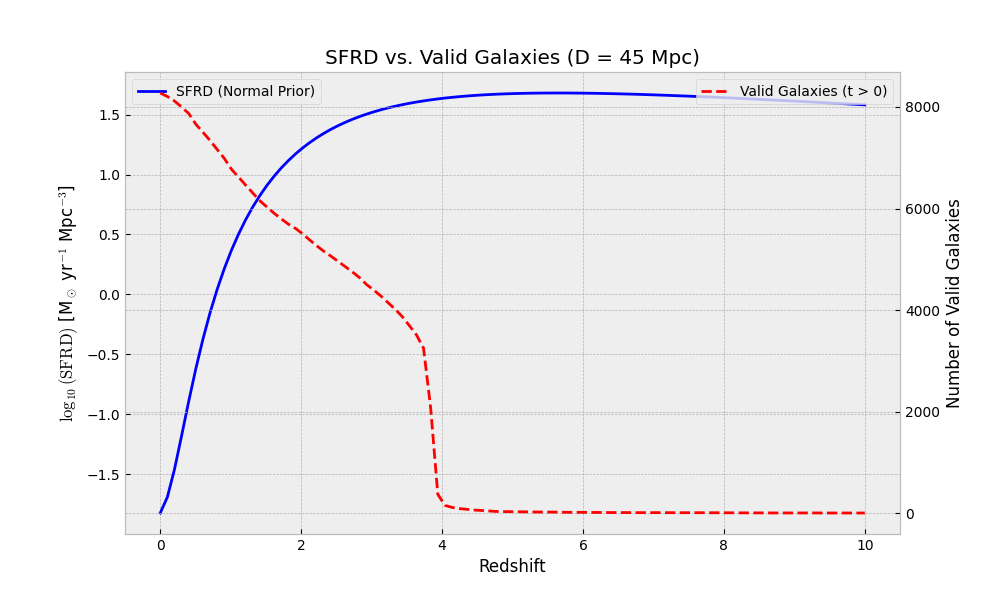 SFRD vs. Valid Galaxies (D = 45 Mpc)
SFRD (Normal Prior)
Valid Galaxies (t > 0)
log₁₀ (SFRD) [M⊙ yr⁻¹ Mpc⁻³]
1.5
1.0
0.5
0.0
−0.5
−1.0
−1.5
8000
6000
4000
2000
0
Number of Valid Galaxies
0 2 4 6 8 10
Redshift